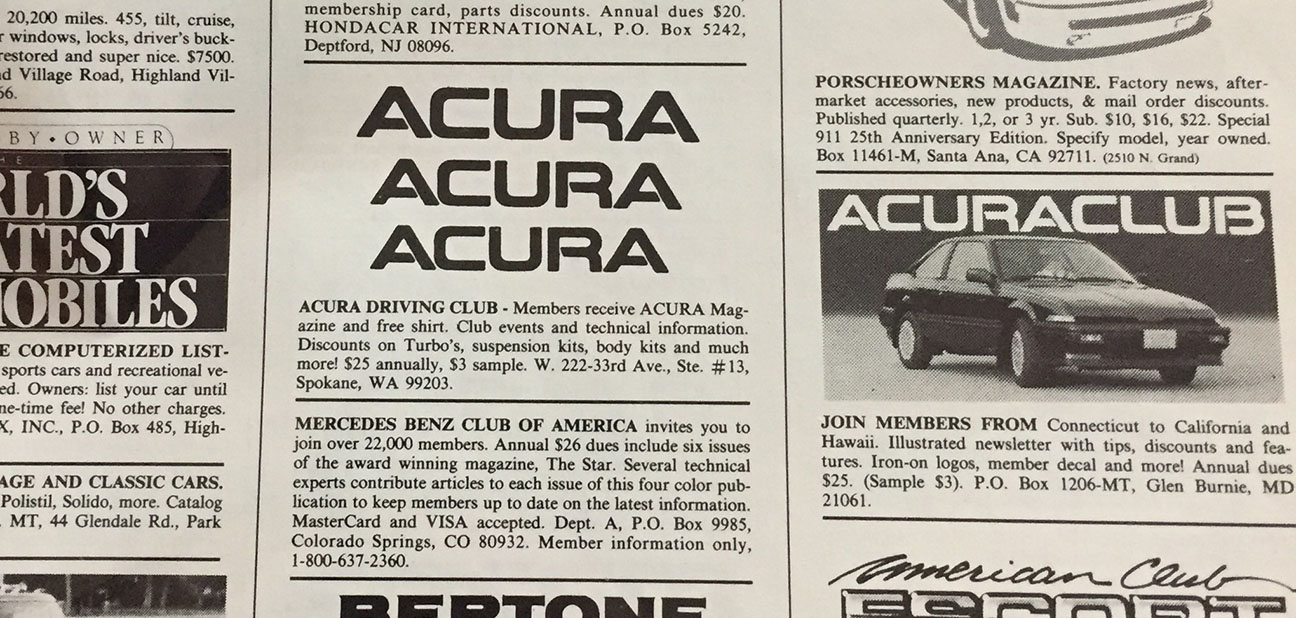 20,200 miles. 455, tilt, cruise,
r windows, locks, driver's buck-
restored and super nice. $7500.
d Village Road, Highland Vil-
66.
BY • OWNER
HE
RLD'S
ATEST
MOBILES
E COMPUTERIZED LIST-
sports cars and recreational ve-
ed. Owners: list your car until
ne-time fee! No other charges.
X, INC., P.O. Box 485, High-
AGE AND CLASSIC CARS.
Polistil, Solido, more. Catalog
MT, 44 Glendale Rd., Park
membership card, parts discounts. Annual dues $20.
HONDACAR INTERNATIONAL, P.O. Box 5242,
Deptford, NJ 08096.
ACURA
ACURA
ACURA
ACURA DRIVING CLUB - Members receive ACURA Mag-
azine and free shirt. Club events and technical information.
Discounts on Turbo's, suspension kits, body kits and much
more! $25 annually, $3 sample. W. 222-33rd Ave., Ste. #13,
Spokane, WA 99203.
MERCEDES BENZ CLUB OF AMERICA invites you to
join over 22,000 members. Annual $26 dues include six issues
of the award winning magazine, The Star. Several technical
experts contribute articles to each issue of this four color pub-
lication to keep members up to date on the latest information.
MasterCard and VISA accepted. Dept. A, P.O. Box 9985,
Colorado Springs, CO 80932. Member information only,
1-800-637-2360.
BERTONE
PORSCHEOWNERS MAGAZINE. Factory news, after-
market accessories, new products, & mail order discounts.
Published quarterly. 1,2, or 3 yr. Sub. $10, $16, $22. Special
911 25th Anniversary Edition. Specify model, year owned.
Box 11461-M, Santa Ana, CA 92711. (2510 N. Grand)
ACURACLUB
JOIN MEMBERS FROM Connecticut to California and
Hawaii. Illustrated newsletter with tips, discounts and fea-
tures. Iron-on logos, member decal and more! Annual dues
$25. (Sample $3). P.O. Box 1206-MT, Glen Burnie, MD
21061.
American Club
ESCORT